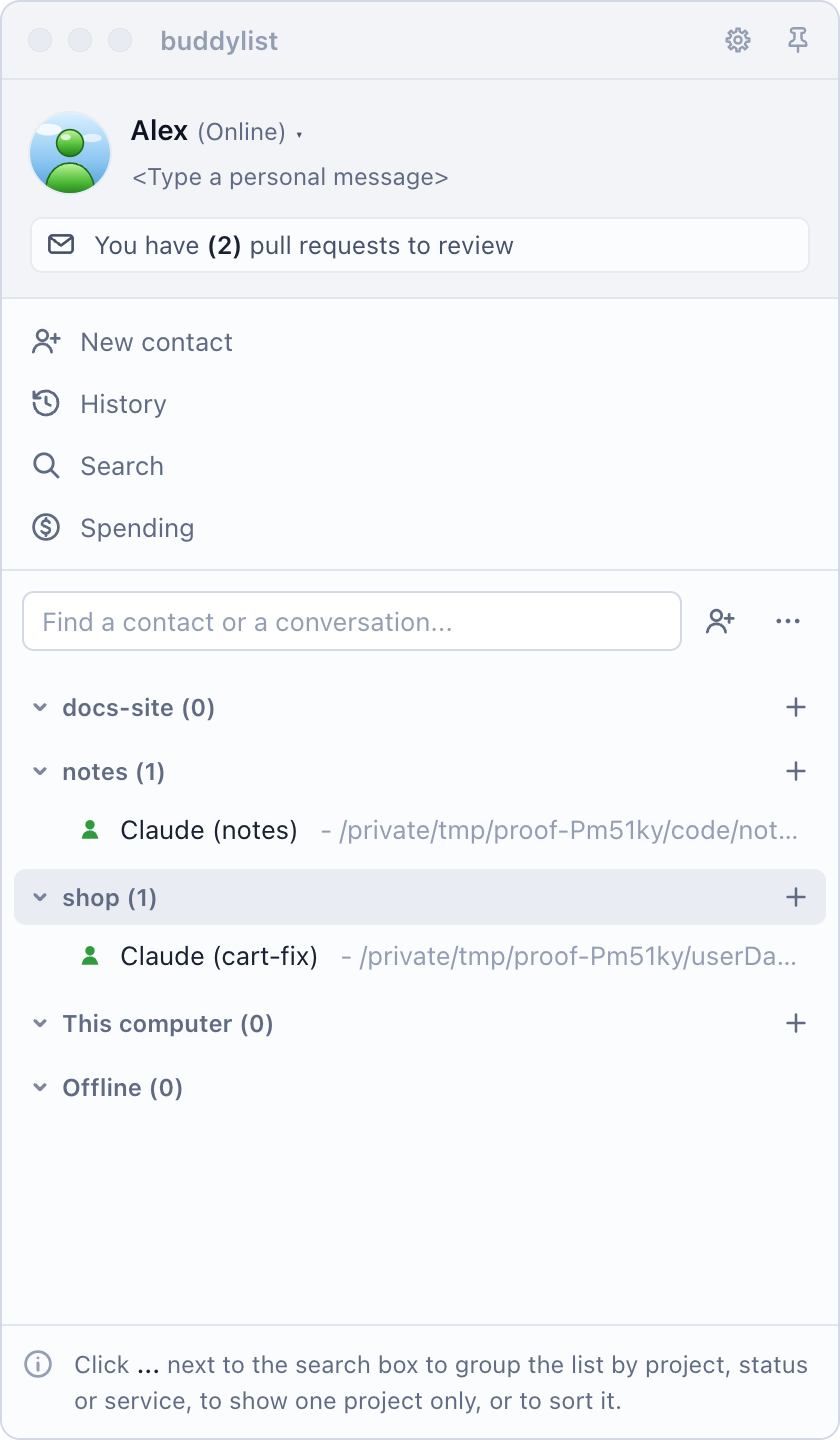 buddylist
Alex (Online)
<Type a personal message>
You have (2) pull requests to review
New contact
History
Search
Spending
Find a contact or a conversation...
docs-site (0)
notes (1)
Claude (notes) - /private/tmp/proof-Pm51ky/code/not...
shop (1)
Claude (cart-fix) - /private/tmp/proof-Pm51ky/userDa...
This computer (0)
Offline (0)
Click ... next to the search box to group the list by project, status
or service, to show one project only, or to sort it.